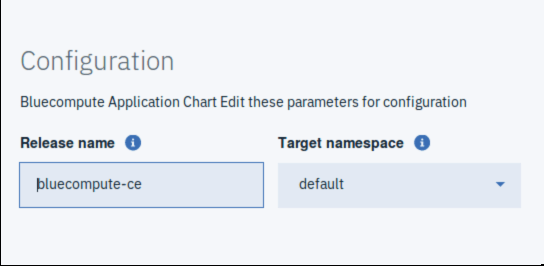 Configuration
Bluecompute Application Chart Edit these parameters for configuration
Release name
Target namespace
bluecompute-ce
default